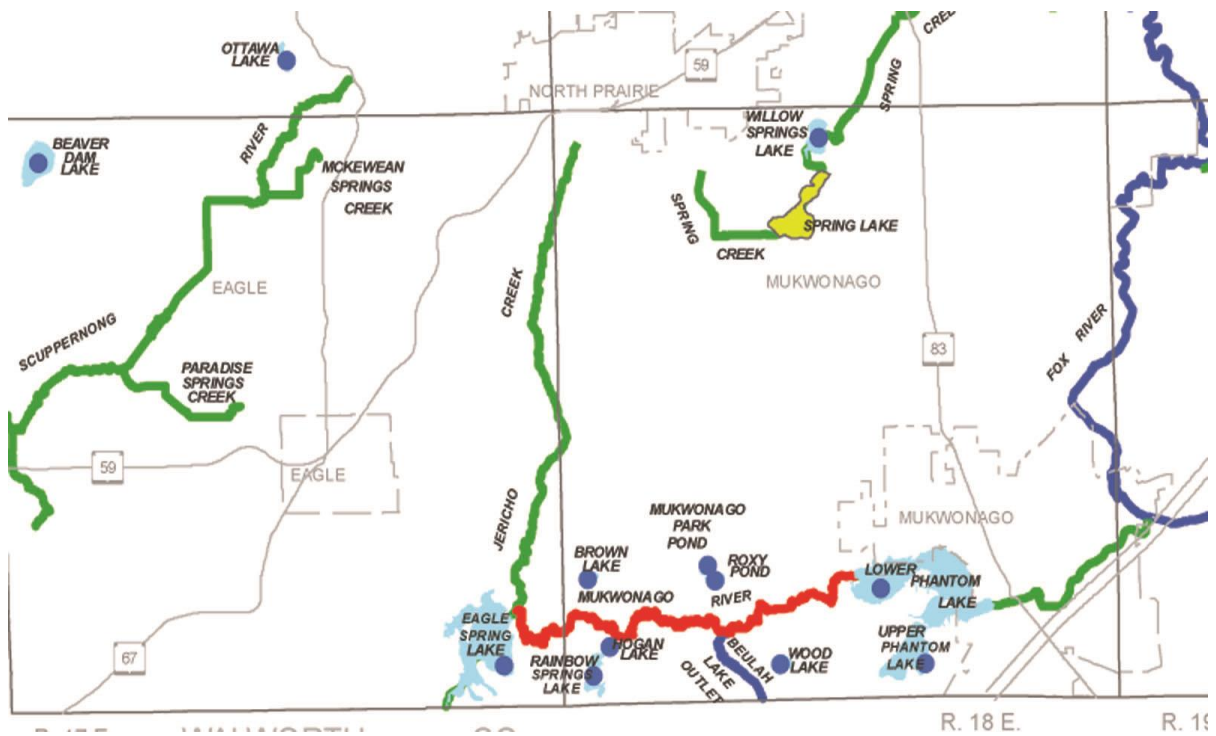 OTTAWA
LAKE
59
CREEK
SPRING
NORTH PRAIRIE
BEAVER
DAM
LAKE
RIVER
MCKEWEAN
SPRINGS
CREEK
WILLOW
SPRINGS
LAKE
SPRING
CREEK
SPRING LAKE
MUKWONAGO
EAGLE
CREEK
SCUPPERNONG
PARADISE
SPRINGS
CREEK
83
FOX
RIVER
59
EAGLE
JERICHO
MUKWONAGO
PARK
POND
MUKWONAGO
BROWN
LAKE
ROXY
POND
LOWER
PHANTOM
LAKE
MUKWONAGO
RIVER
EAGLE
SPRING
LAKE
HOGAN
LAKE
RAINBOW
SPRINGS
LAKE
BEULAH
LAKE
OUTLET
WOOD
LAKE
UPPER
PHANTOM
LAKE
67
R. 18 E.
R. 19
WALWORTH